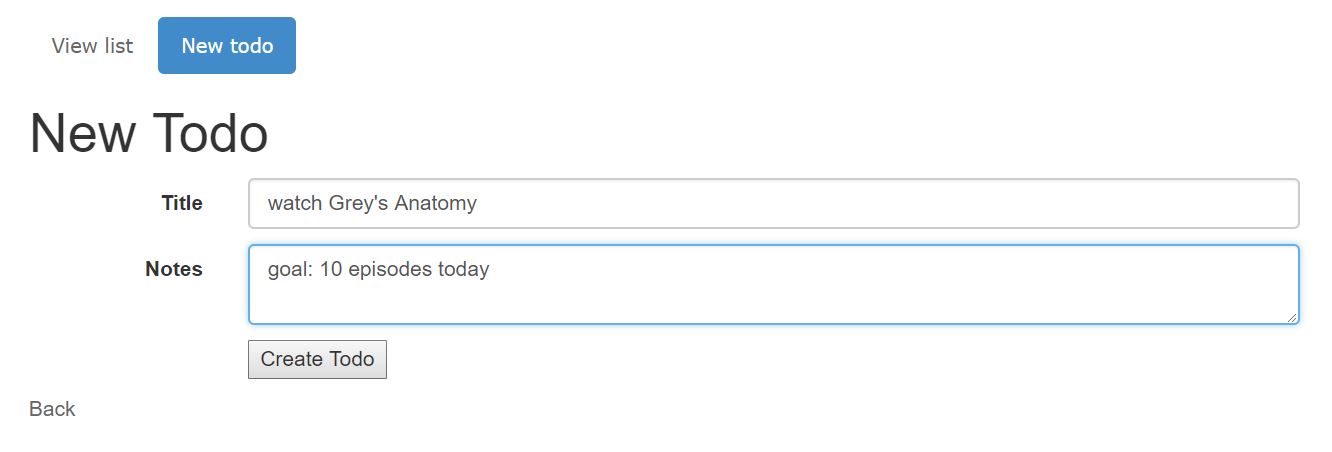 View list New todo
New Todo
Title watch Grey's Anatomy
Notes goal: 10 episodes today
Create Todo
Back